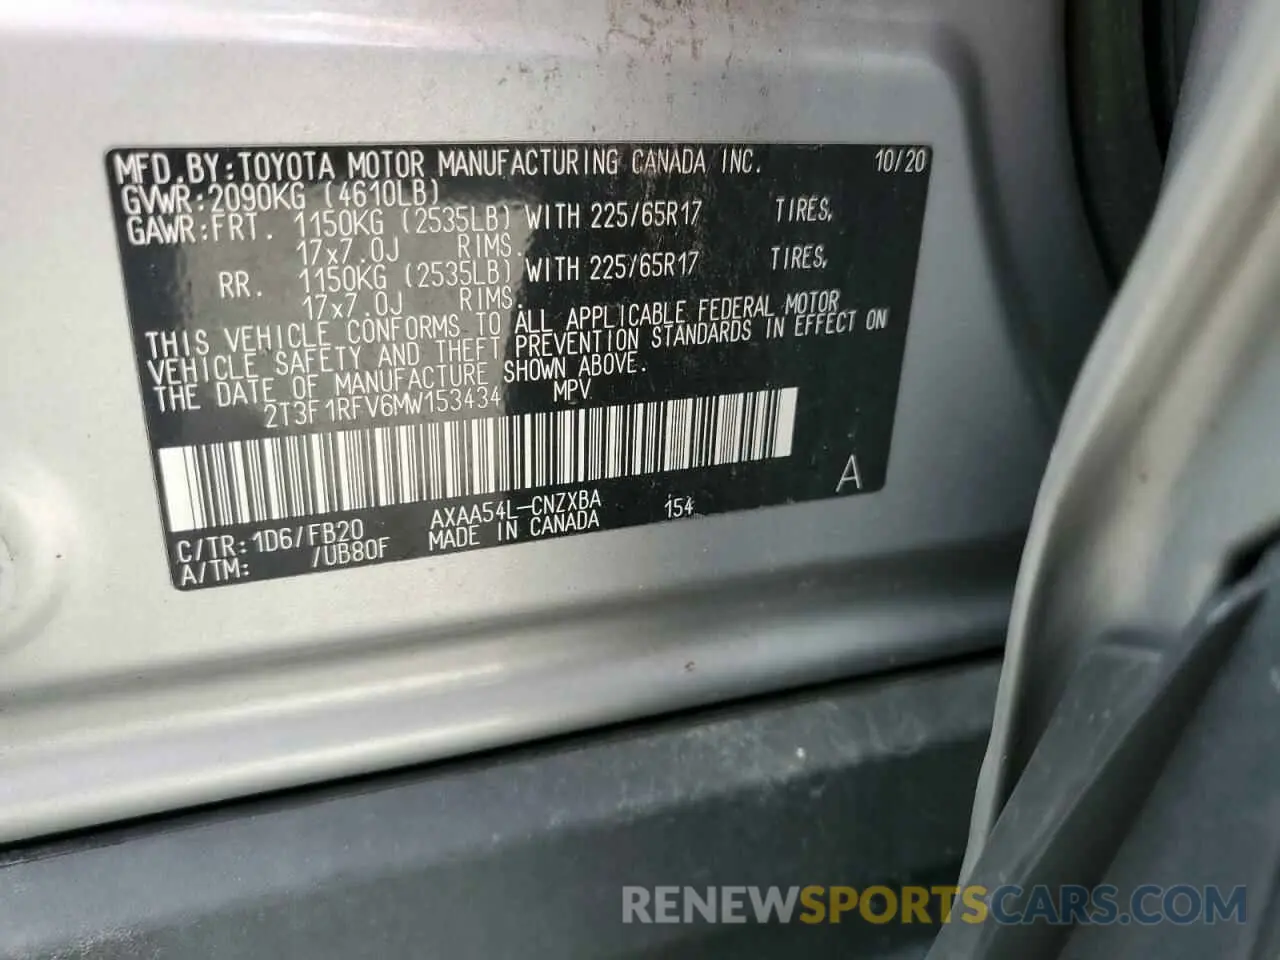 MFD.BY:TOYOTA MOTOR MANUFACTURING CANADA INC. 10/20
GVWR:2090KG (4610LB)
GAWR:FRT. 1150KG (2535LB) WITH 225/65R17 TIRES,
17x7.0J RIMS.
RR. 1150KG (2535LB) WITH 225/65R17 TIRES,
17x7.0J RIMS.
THIS VEHICLE CONFORMS TO ALL APPLICABLE FEDERAL MOTOR
VEHICLE SAFETY AND THEFT PREVENTION STANDARDS IN EFFECT ON
THE DATE OF MANUFACTURE SHOWN ABOVE.
2T3F1RFV6MW153434 MPV
A
C/TR:1D6/FB20 AXAA54L-CNZXBA 154
A/TM: /UB80F MADE IN CANADA
RENEWSPORTSCARS.COM